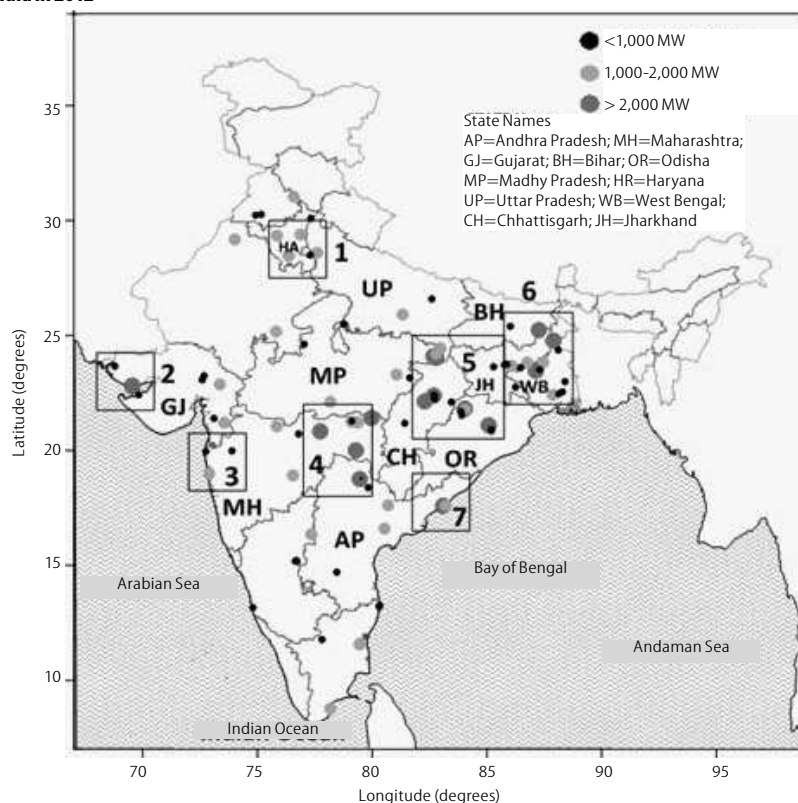 <1,000 MW
1,000-2,000 MW
> 2,000 MW
State Names
AP=Andhra Pradesh; MH=Maharashtra;
GJ=Gujarat; BH=Bihar; OR=Odisha
MP=Madhy Pradesh; HR=Haryana
UP=Uttar Pradesh; WB=West Bengal;
CH=Chhattisgarh; JH=Jharkhand
35
30
HA
1
UP
6
BH
25
2
GJ
MP
5
JH
WB
20
3
4
CH
OR
MH
7
AP
15
Arabian Sea
Bay of Bengal
Andaman Sea
10
Indian Ocean
70
75
80
85
90
95
Latitude (degrees)
Longitude (degrees)